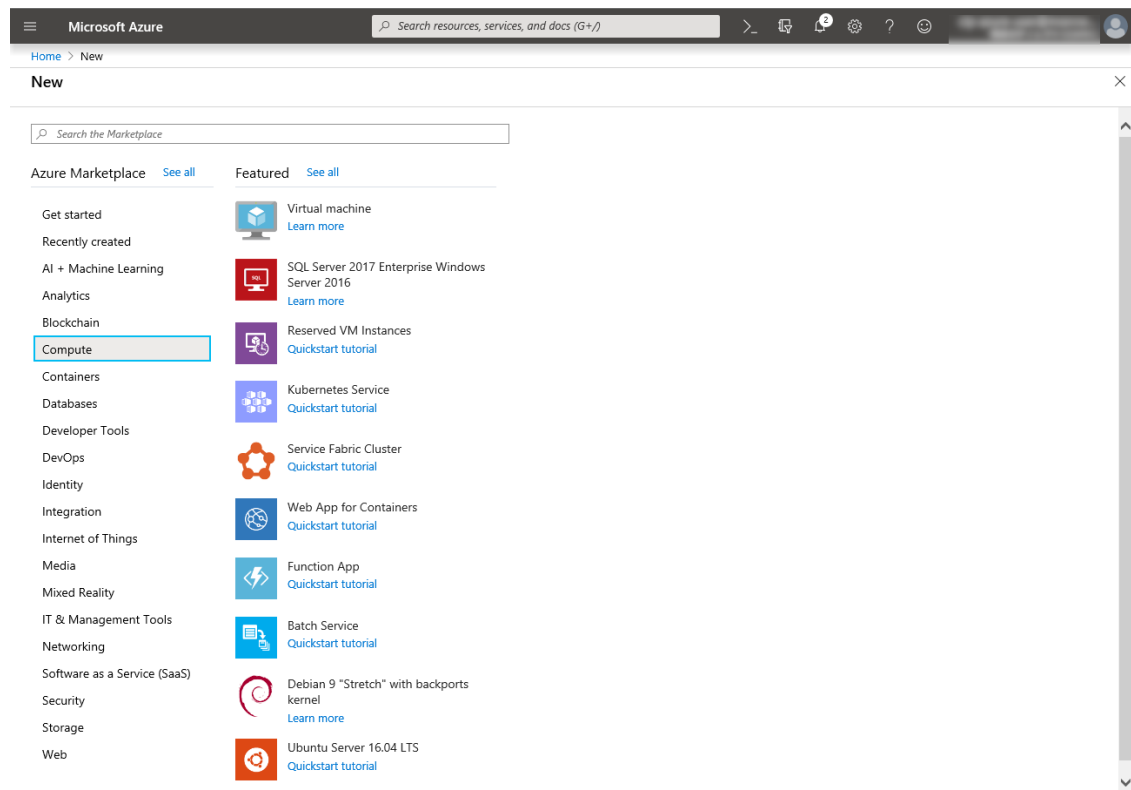 Microsoft Azure
Search resources, services, and docs (G+/)
2
Home > New
New
Search the Marketplace
Azure Marketplace See all
Get started
Recently created
AI + Machine Learning
Analytics
Blockchain
Compute
Containers
Databases
Developer Tools
DevOps
Identity
Integration
Internet of Things
Media
Mixed Reality
IT & Management Tools
Networking
Software as a Service (SaaS)
Security
Storage
Web
Featured See all
Virtual machine
Learn more
SQL
SQL Server 2017 Enterprise Windows
Server 2016
Learn more
Reserved VM Instances
Quickstart tutorial
Kubernetes Service
Quickstart tutorial
Service Fabric Cluster
Quickstart tutorial
Web App for Containers
Quickstart tutorial
Function App
Quickstart tutorial
Batch Service
Quickstart tutorial
Debian 9 "Stretch" with backports
kernel
Learn more
Ubuntu Server 16.04 LTS
Quickstart tutorial